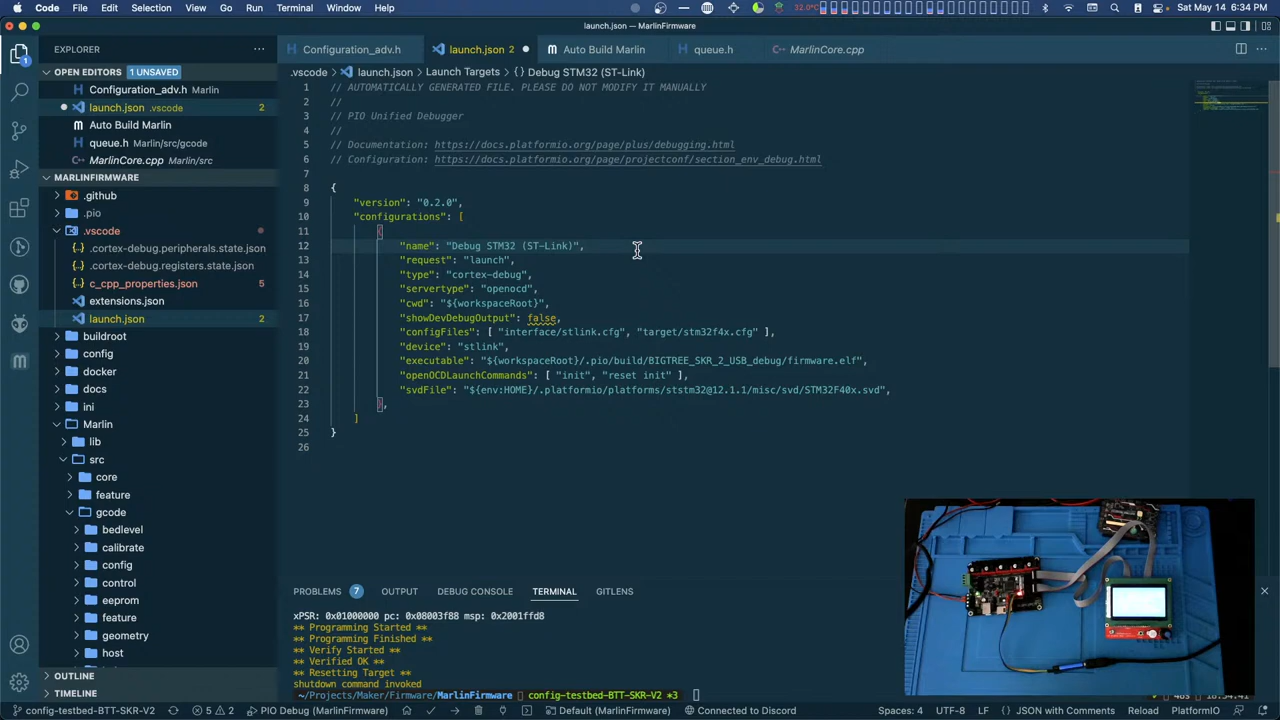 Code File Edit Selection View Go Run Terminal Window Help 32.0°C Sat May 14 6:34 PM
launch.json — MarlinFirmware
EXPLORER
Configuration_adv.h launch.json 2 Auto Build Marlin queue.h MarlinCore.cpp
OPEN EDITORS 1 UNSAVED
.vscode launch.json Launch Targets {} Debug STM32 (ST-Link)
Configuration_adv.h Marlin
launch.json .vscode 2
Auto Build Marlin
queue.h Marlin/src/gcode
MarlinCore.cpp Marlin/src
MARLINFIRMWARE
.github
.pio
.vscode
.cortex-debug.peripherals.state.json
.cortex-debug.registers.state.json
c_cpp_properties.json 1
extensions.json
launch.json 2
buildroot
config
docker
docs
ini
Marlin
lib
src
core
feature
gcode
bedlevel
calibrate
config
control
eeprom
feature
geometry
host
OUTLINE
TIMELINE
1 // AUTOMATICALLY GENERATED FILE. PLEASE DO NOT MODIFY IT MANUALLY
2 //
3 // PIO Unified Debugger
4 //
5 // Documentation: https://docs.platformio.org/page/plus/debugging.html
6 // Configuration: https://docs.platformio.org/page/projectconf/section_env_debug.html
7
8 {
9 "version": "0.2.0",
10 "configurations": [
11 {
12 "name": "Debug STM32 (ST-Link)",
13 "request": "launch",
14 "type": "cortex-debug",
15 "servertype": "openocd",
16 "cwd": "${workspaceRoot}",
17 "showDevDebugOutput": false,
18 "configFiles": [ "interface/stlink.cfg", "target/stm32f4x.cfg" ],
19 "device": "stlink",
20 "executable": "${workspaceRoot}/.pio/build/BIGTREE_SKR_2_USB_debug/firmware.elf",
21 "openOCDLaunchCommands": [ "init", "reset init" ],
22 "svdFile": "${env:HOME}/.platformio/platforms/ststm32@12.1.1/misc/svd/STM32F40x.svd",
23 },
24 ]
25 }
26
PROBLEMS 7 OUTPUT DEBUG CONSOLE TERMINAL GITLENS
xPSR: 0x01000000 pc: 0x08003f88 msp: 0x2001ffd8
** Programming Started **
** Programming Finished **
** Verify Started **
** Verified OK **
** Resetting Target **
shutdown command invoked
~/Projects/Maker/Firmware/MarlinFirmware config-testbed-BTT-SKR-V2 *3
config-testbed-BTT-SKR-V2 5 2 PIO Debug (MarlinFirmware) Default (MarlinFirmware) Connected to Discord Spaces: 4 UTF-8 LF {} JSON with Comments PlatformIO